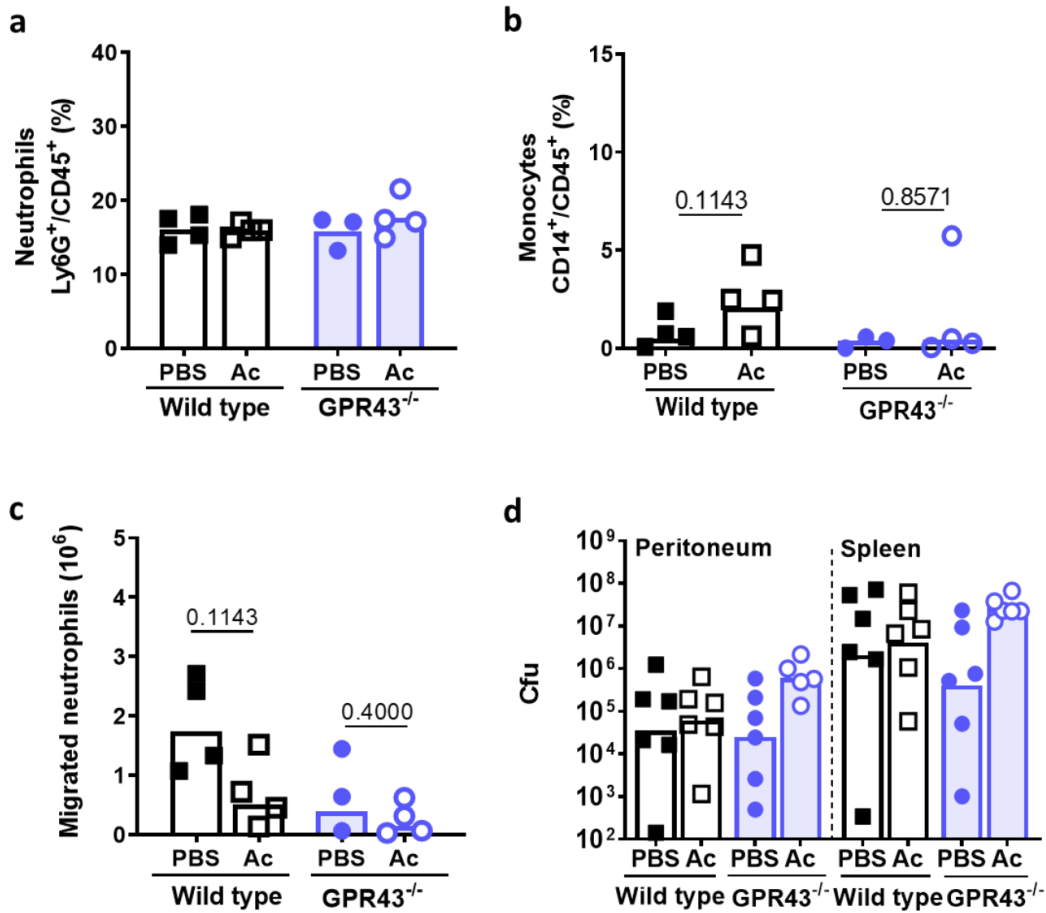 a
Neutrophils
Ly6G⁺/CD45⁺ (%)
40
30
20
10
0
PBS Ac PBS Ac
Wild type GPR43⁻/⁻
b
Monocytes
CD14⁺/CD45⁺ (%)
15
10
5
0
0.1143 0.8571
PBS Ac PBS Ac
Wild type GPR43⁻/⁻
c
Migrated neutrophils (10⁶)
5
4
3
2
1
0
0.1143
0.4000
PBS Ac PBS Ac
Wild type GPR43⁻/⁻
d
Cfu
10⁹
10⁸
10⁷
10⁶
10⁵
10⁴
10³
10²
Peritoneum Spleen
PBS Ac PBS Ac PBS Ac PBS Ac
Wild type GPR43⁻/⁻ Wild type GPR43⁻/⁻